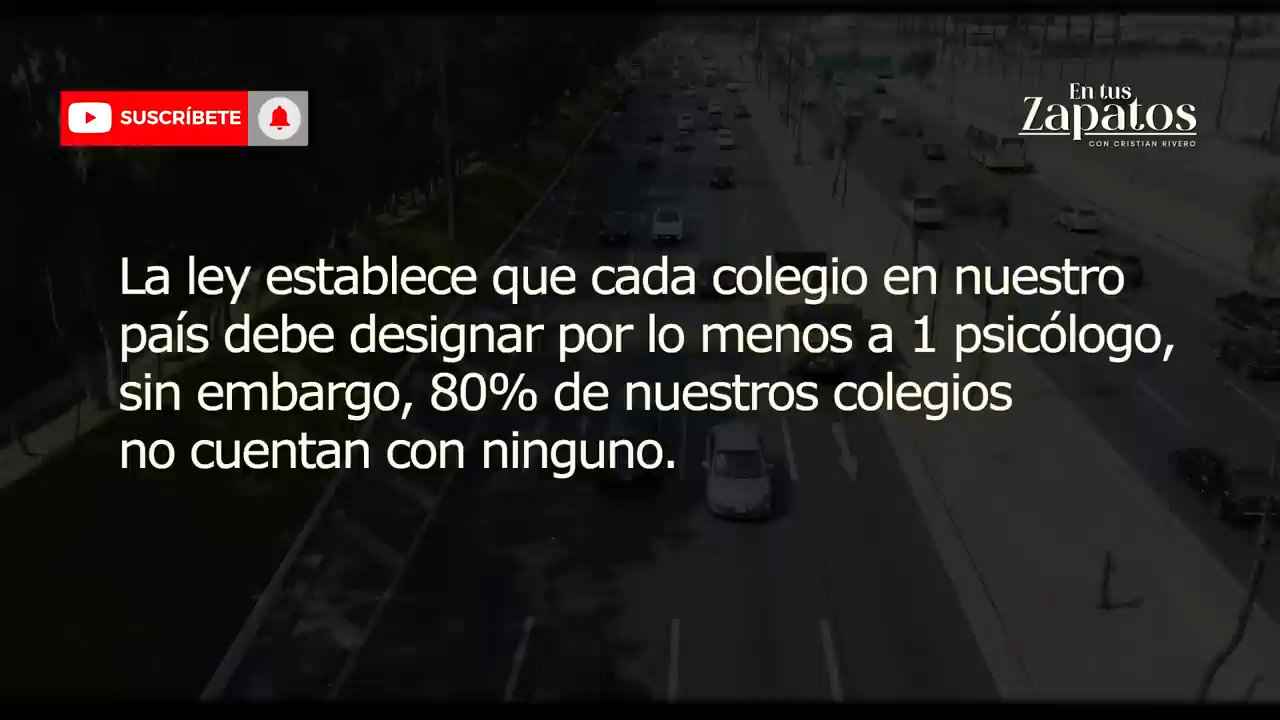 SUSCRÍBETE
En tus
Zapatos
CON CRISTIAN RIVERO
La ley establece que cada colegio en nuestro
país debe designar por lo menos a 1 psicólogo,
sin embargo, 80% de nuestros colegios
no cuentan con ninguno.